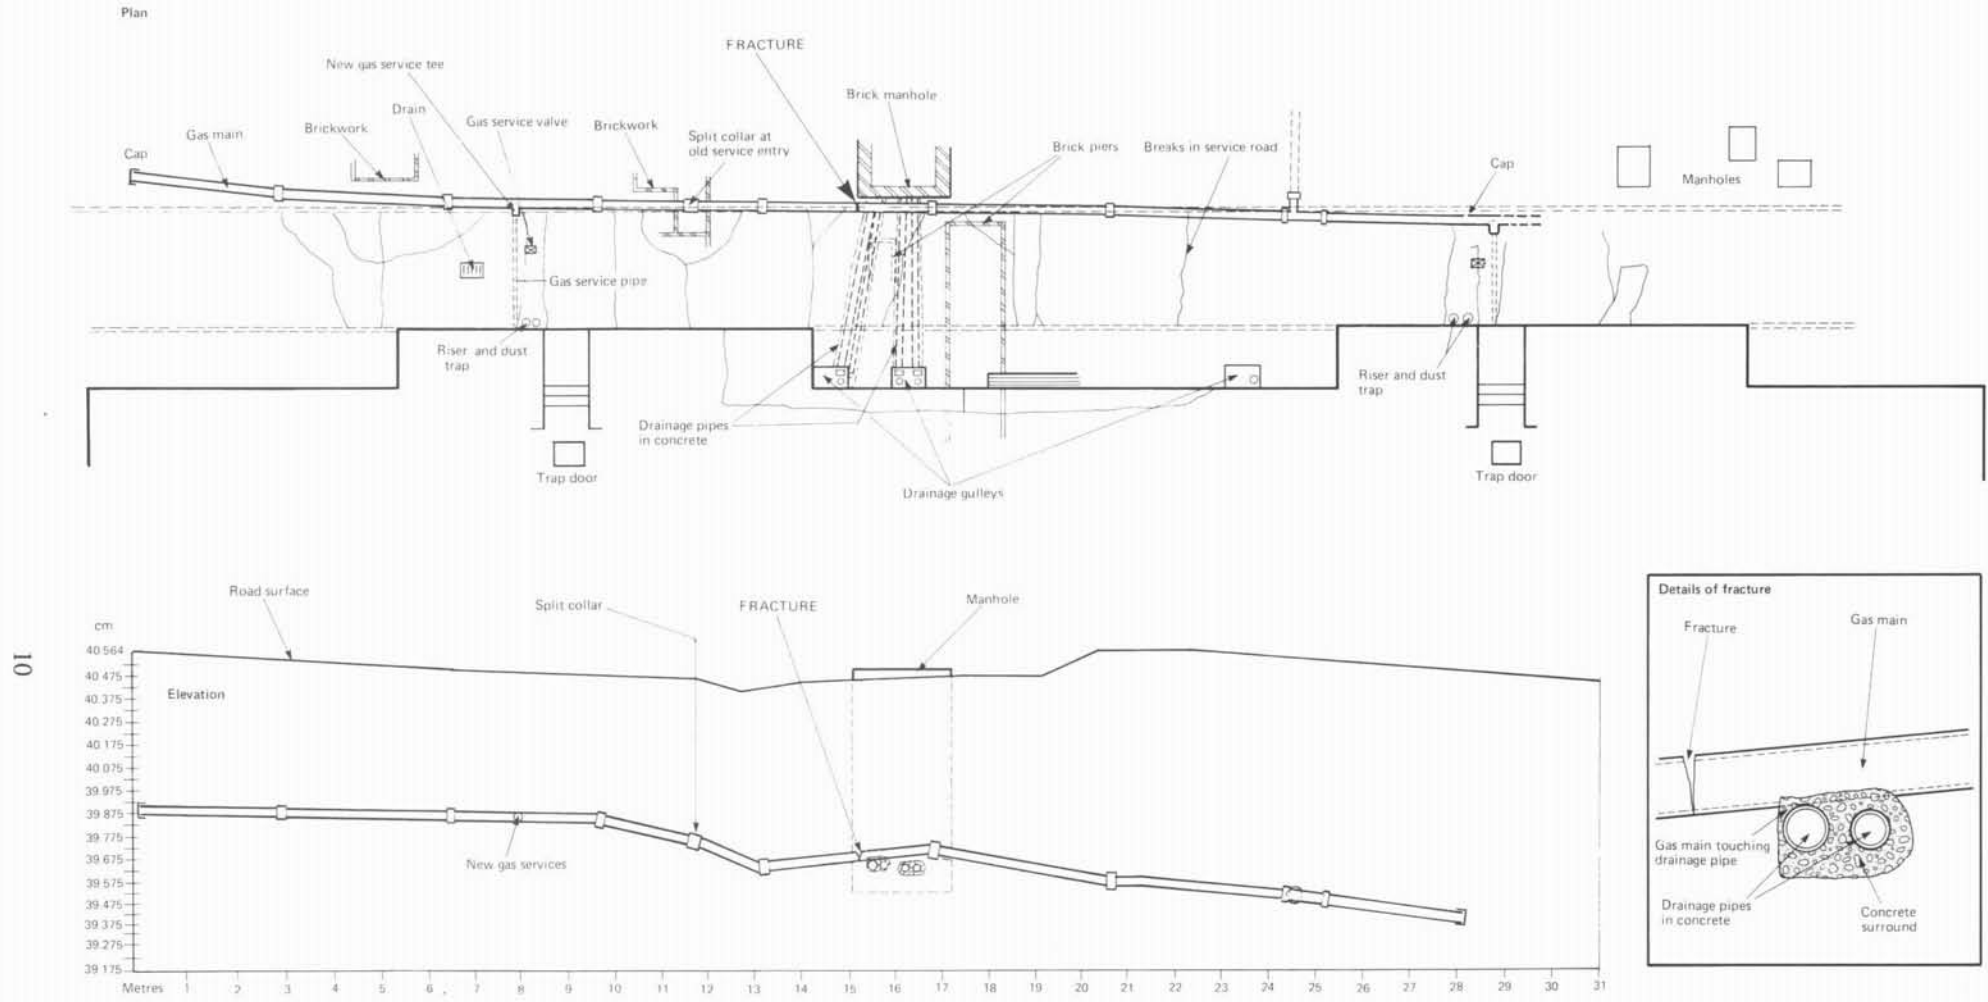 Plan
FRACTURE
New gas service tee
Drain
Gas service valve
Brick manhole
Gas main
Brickwork
Brickwork
Split collar at
old service entry
Cap
Brick piers
Breaks in service road
Cap
Manholes
Gas service pipe
Riser and dust
trap
Riser and dust
trap
Drainage pipes
in concrete
Trap door
Trap door
Drainage gulleys
10
Road surface
Split collar
FRACTURE
Manhole
cm
40 564
40 475
40 375
40 275
40 175
40 075
39 975
39 875
39 775
39 675
39 575
39 475
39 375
39 275
39 175
Elevation
New gas services
Metres 1 2 3 4 5 6 7 8 9 10 11 12 13 14 15 16 17 18 19 20 21 22 23 24 25 26 27 28 29 30 31
Details of fracture
Fracture
Gas main
Gas main touching
drainage pipe
Drainage pipes
in concrete
Concrete
surround